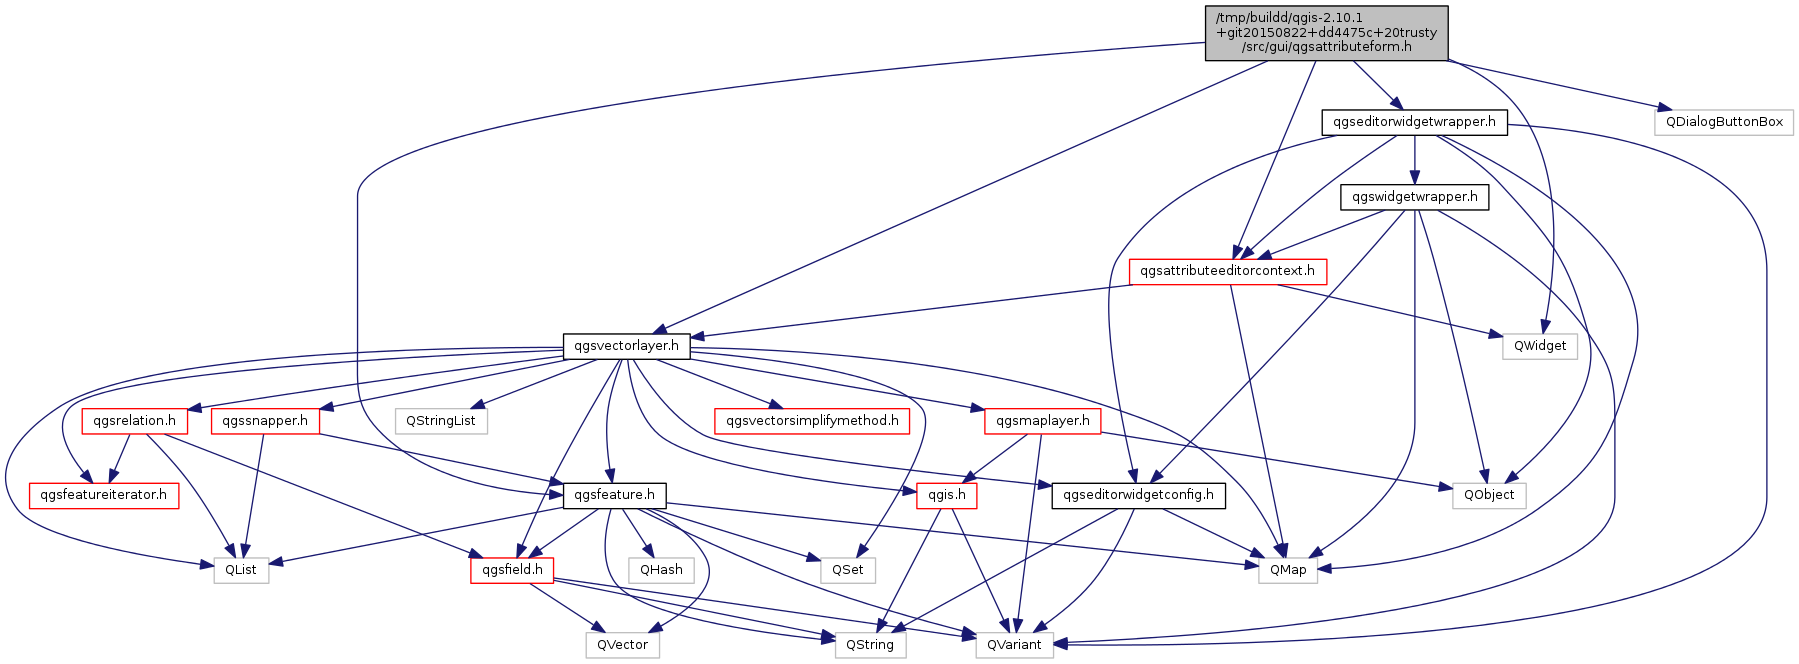 /tmp/buildd/qgis-2.10.1
+git20150822+dd4475c+20trusty
/src/gui/qgsattributeform.h
qgseditorwidgetwrapper.h
QDialogButtonBox
qgswidgetwrapper.h
qgsattributeeditorcontext.h
qgsvectorlayer.h
QWidget
qgsrelation.h
qgssnapper.h
QStringList
qgsvectorsimplifymethod.h
qgsmaplayer.h
qgsfeatureiterator.h
qgsfeature.h
qgis.h
qgseditorwidgetconfig.h
QObject
QList
qgsfield.h
QHash
QSet
QMap
QVector
QString
QVariant